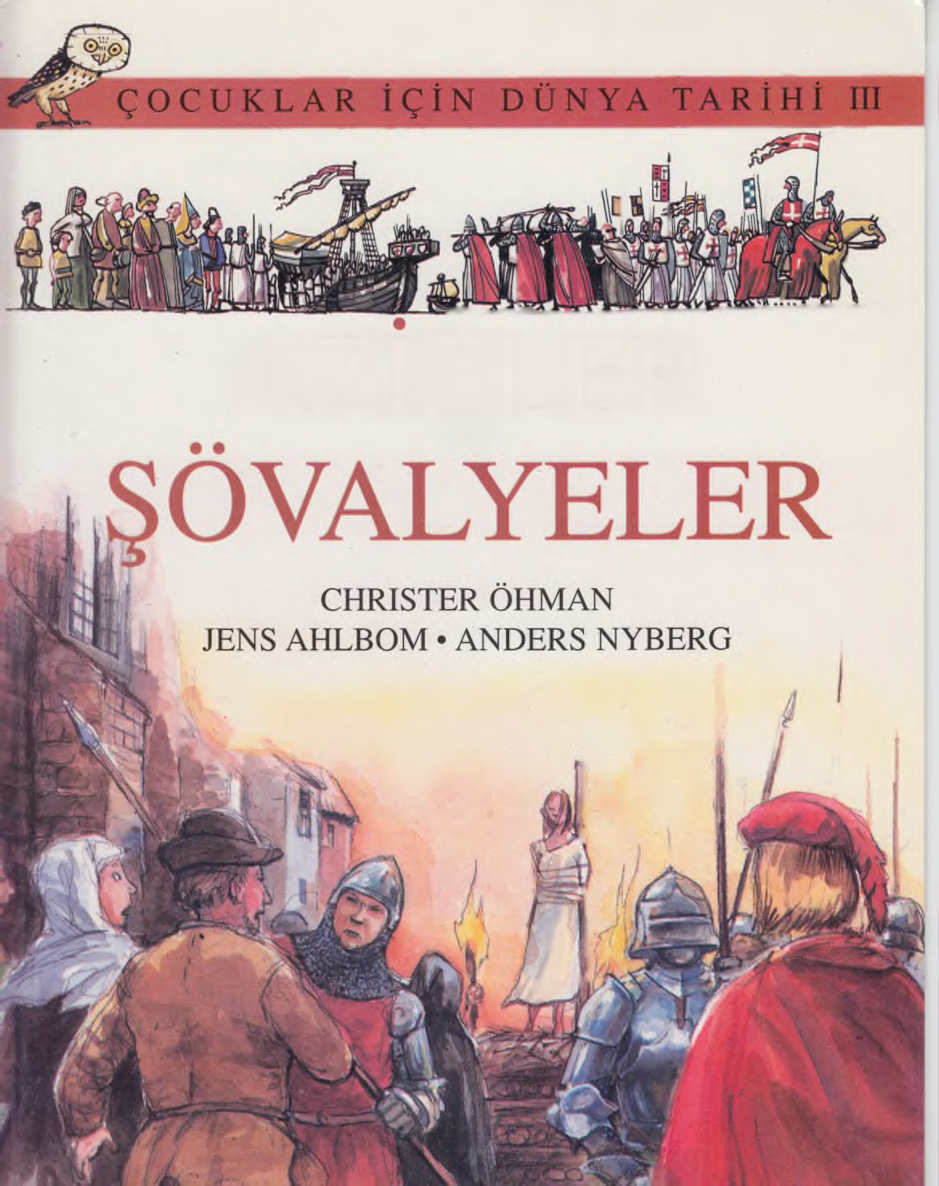 ÇOCUKLAR İÇİN DÜNYA TARİHİ III
ŞÖVALYELER
CHRISTER ÖHMAN
JENS AHLBOM • ANDERS NYBERG